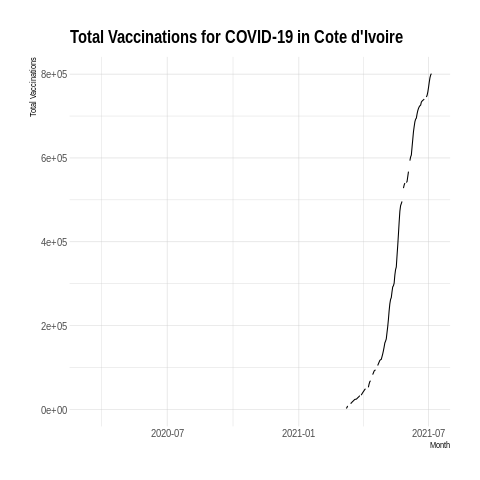 Total Vaccinations for COVID-19 in Cote d'Ivoire
Total Vaccinations
8e+05
6e+05
4e+05
2e+05
0e+00
2020-07 2021-01 2021-07
Month